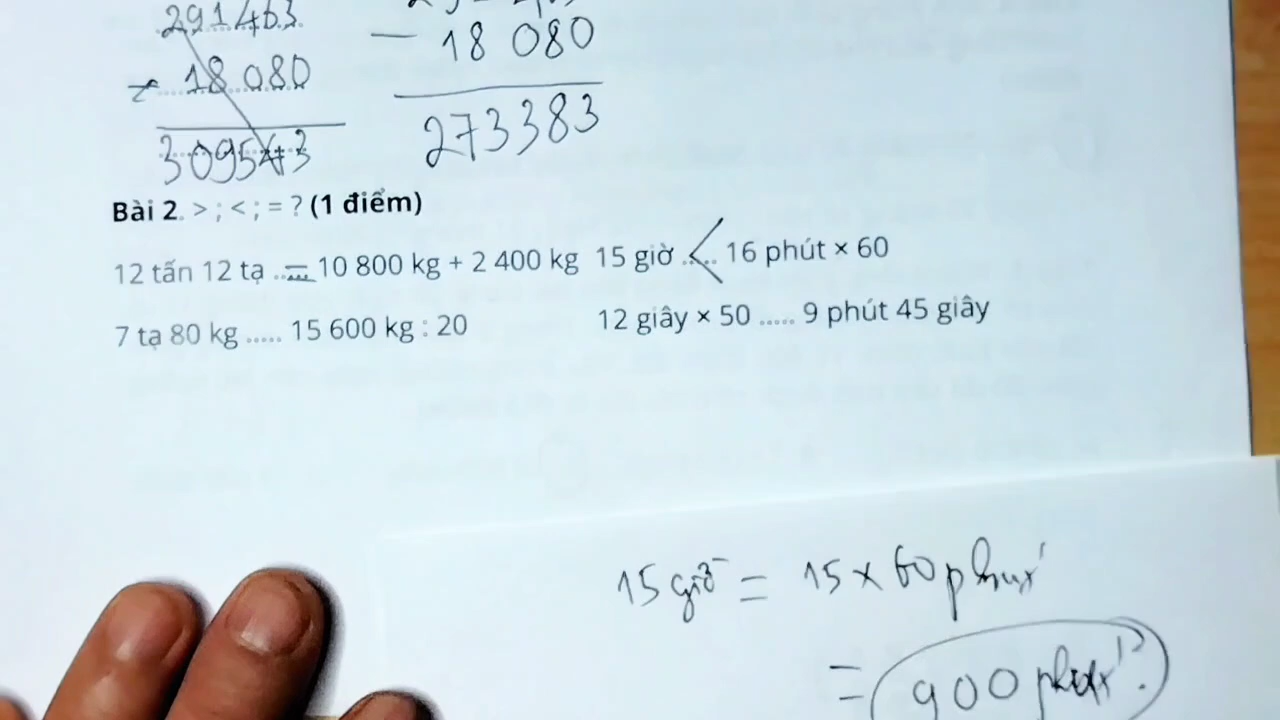 291463
- 18 080
309543
- 18 080
273383
Bài 2. > ; < ; = ? (1 điểm)
12 tấn 12 tạ ..=.. 10 800 kg + 2 400 kg 15 giờ ..<.. 16 phút × 60
7 tạ 80 kg ..... 15 600 kg : 20 12 giây × 50 ..... 9 phút 45 giây
15 giờ = 15 x 60 phút
= 900 phút